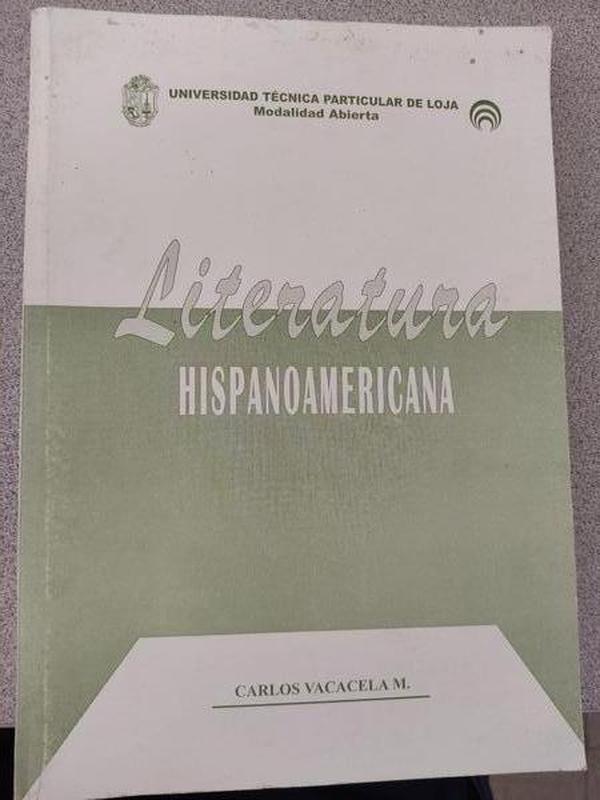 UNIVERSIDAD TÉCNICA PARTICULAR DE LOJA
Modalidad Abierta
Literatura
HISPANOAMERICANA
CARLOS VACACELA M.